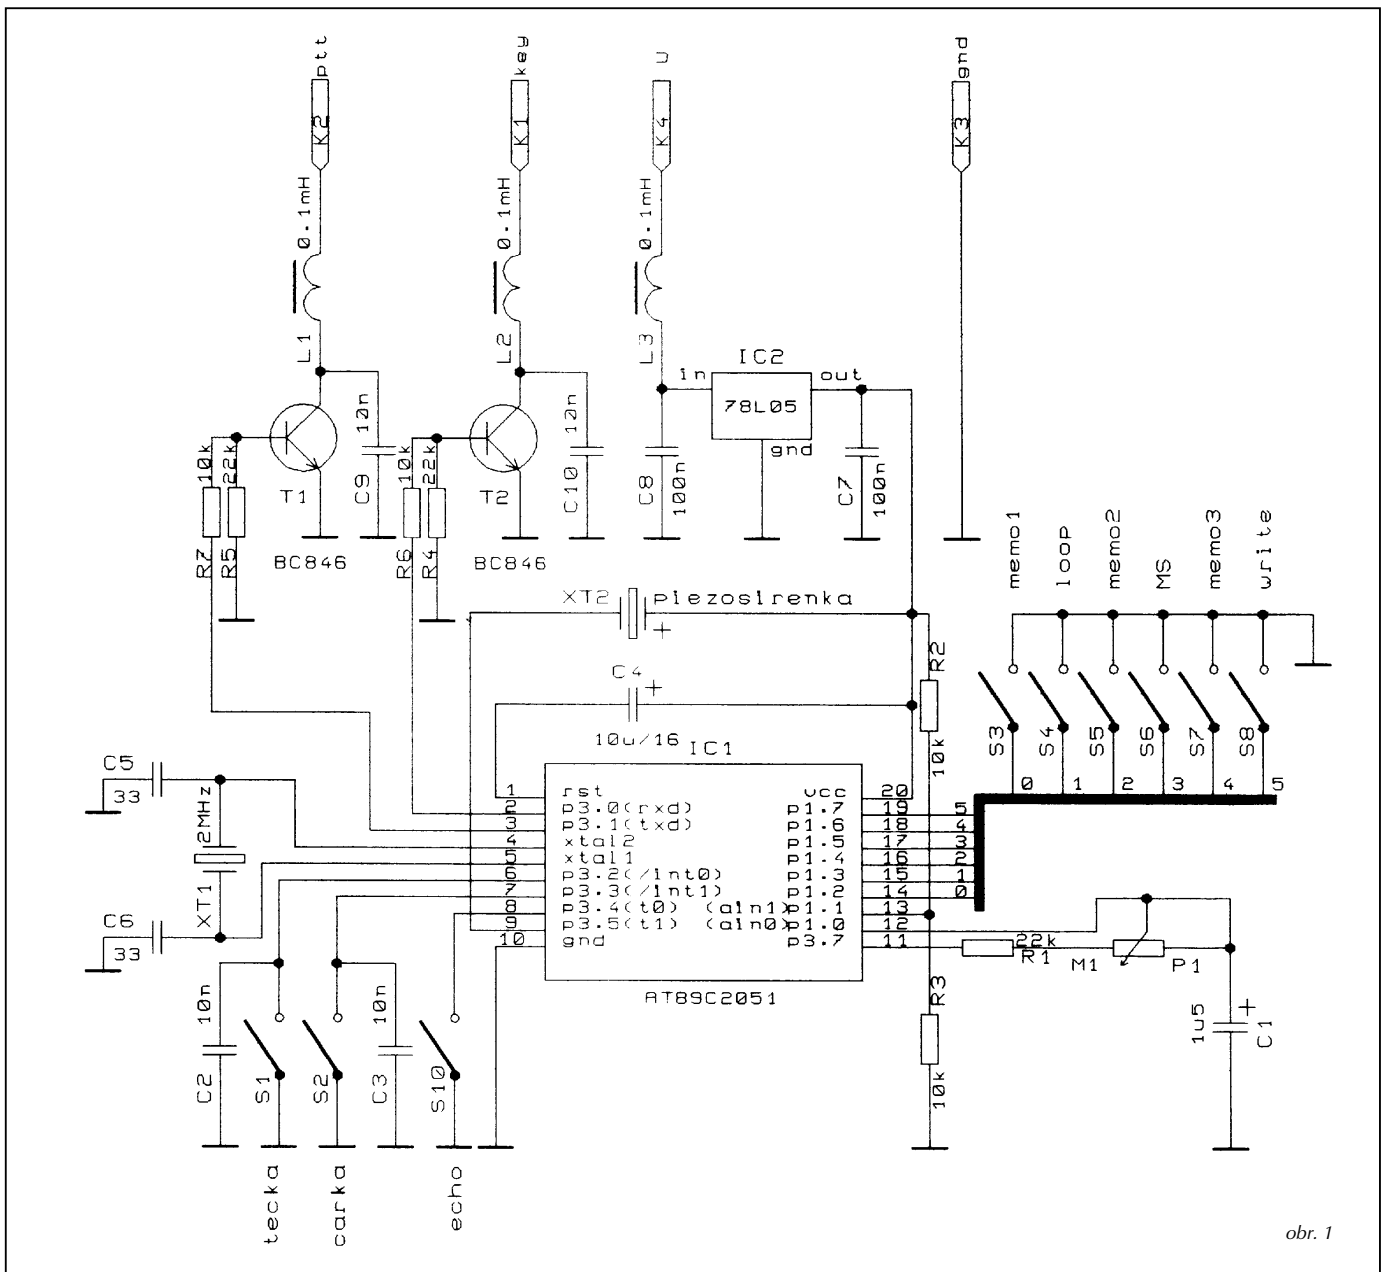 ptt
key
U
gnd
K2
K1
K4
K3
0.1mH
0.1mH
0.1mH
L1
L2
L3
IC2
in
out
78L05
gnd
10n
10n
10k
22k
10k
22k
T1
C9
T2
C10
C8
100n
C7
100n
R7
R5
BC846
R6
R4
BC846
memo1
loop
memo2
MS
memo3
write
XT2
piezosirenka
+
R2
10k
C4
+
10u/16
S3
S4
S5
S6
S7
S8
0
1
2
3
4
5
IC1
C5
33
2MHz
XT1
C6
33
1 rst vcc 20
2 p3.0(rxd) p1.7 19 5
3 p3.1(txd) p1.6 18 4
4 xtal2 p1.5 17 3
5 xtal1 p1.4 16 2
6 p3.2(/int0) p1.3 15 1
7 p3.3(/int1) p1.2 14 0
8 p3.4(t0) (ain1)p1.1 13
9 p3.5(t1) (ain0)p1.0 12
10 gnd p3.7 11
AT89C2051
22k
R1
M1
P1
R3
10k
1u5
+
C1
10n
C2
S1
S2
10n
C3
S10
tecka
carka
echo
obr. 1